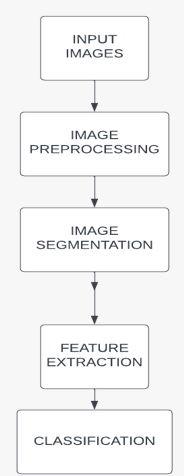 INPUT
IMAGES
IMAGE
PREPROCESSING
IMAGE
SEGMENTATION
FEATURE
EXTRACTION
CLASSIFICATION